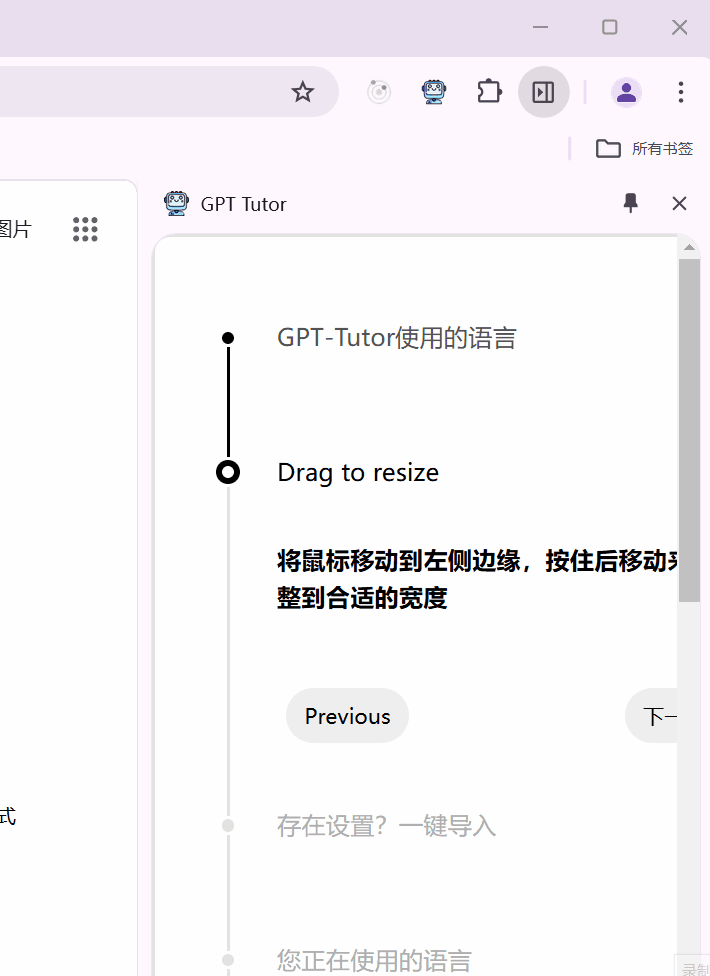 所有书签
GPT Tutor
图片
GPT-Tutor使用的语言
Drag to resize
将鼠标移动到左侧边缘，按住后移动来
整到合适的宽度
Previous
下一
式
存在设置？一键导入
您正在使用的语言
录制